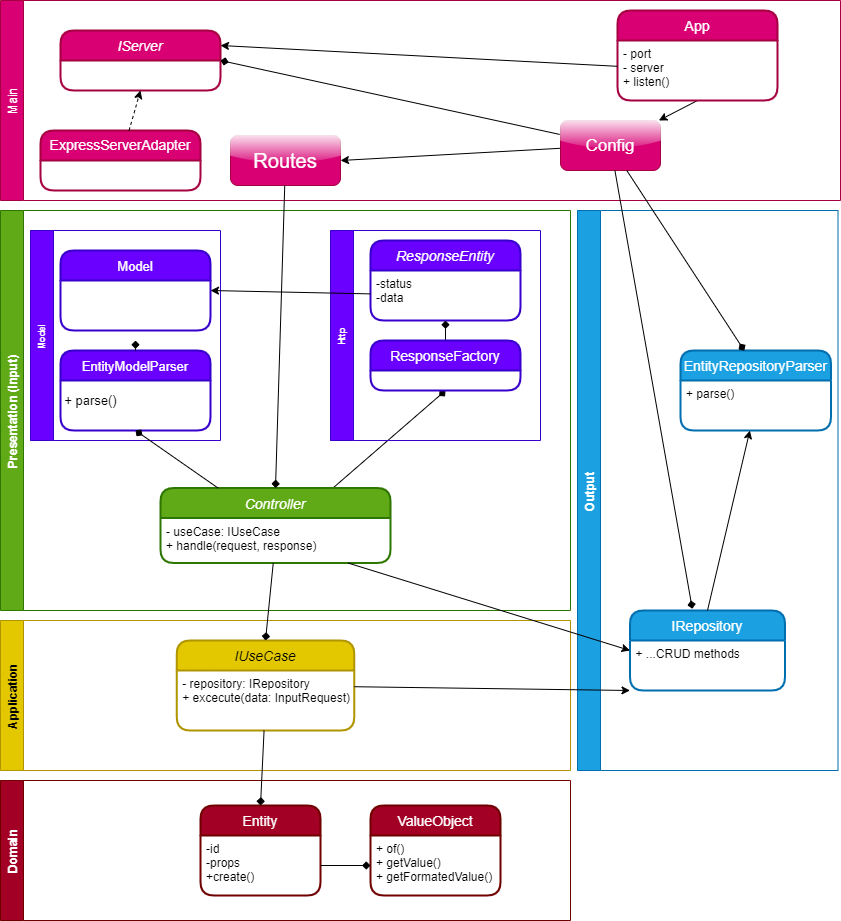 Main
IServer
App
- port
- server
+ listen()
ExpressServerAdapter
Routes
Config
Presentation (Input)
Model
Model
EntityModelParser
+ parse()
Http
ResponseEntity
-status
-data
ResponseFactory
Controller
- useCase: IUseCase
+ handle(request, response)
Output
EntityRepositoryParser
+ parse()
IRepository
+ ...CRUD methods
Application
IUseCase
- repository: IRepository
+ excecute(data: InputRequest)
Domain
Entity
-id
-props
+create()
ValueObject
+ of()
+ getValue()
+ getFormatedValue()